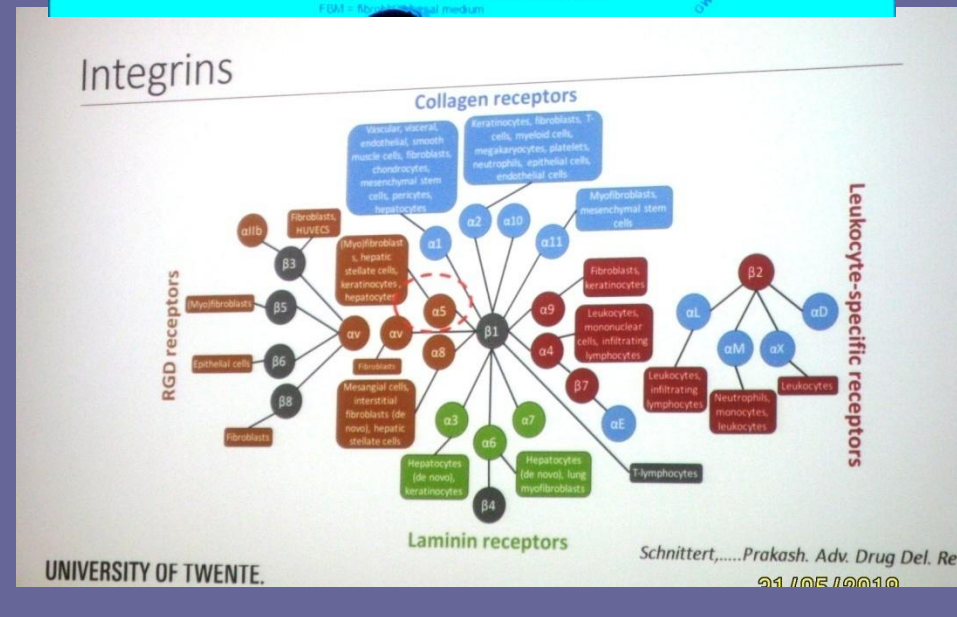 FBM = fibro
Integrins
Collagen receptors
Vascular, visceral,
endothelial, smooth
muscle cells, fibroblasts,
chondrocytes,
mesenchymal stem
cells, pericytes,
hepatocytes
Keratinocytes, fibroblasts, T-
cells, myeloid cells,
megakaryocytes, platelets,
neutrophils, epithelial cells,
endothelial cells
Myofibroblasts,
mesenchymal stem
cells
α1
α2
α10
α11
RGD receptors
αIIb
Fibroblasts,
HUVECS
β3
(Myo)fibroblasts
β5
Epithelial cells
β6
β8
Fibroblasts
αv
(Myo)fibroblast
s, hepatic
stellate cells,
keratinocytes,
hepatocytes
α5
αv
Fibroblasts
α8
Mesangial cells,
interstitial
fibroblasts (de
novo), hepatic
stellate cells
β1
Fibroblasts,
keratinocytes
α9
Leukocytes,
mononuclear
cells, infiltrating
lymphocytes
α4
β7
αE
T-lymphocytes
α3
α6
α7
Hepatocytes
(de novo),
keratinocytes
Hepatocytes
(de novo), lung
myofibroblasts
β4
Laminin receptors
β2
αL
αM
αX
αD
Leukocytes,
infiltrating
lymphocytes
Neutrophils,
monocytes,
leukocytes
Leukocytes
Leukocyte-specific receptors
Schnittert,.....Prakash. Adv. Drug Del. Re
UNIVERSITY OF TWENTE.